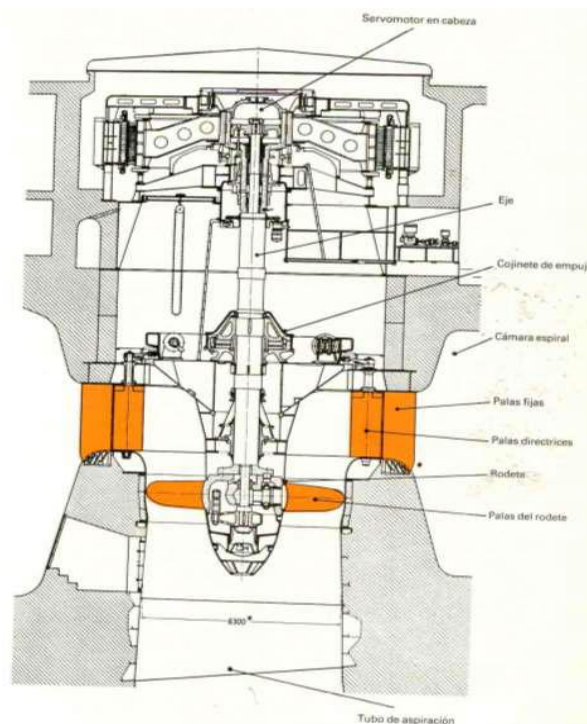 Servomotor en cabeza
Eje
Cojinete de empuj
Cámara espiral
Palas fijas
Palas directrices
Rodete
Palas del rodete
6300
Tubo de aspiración